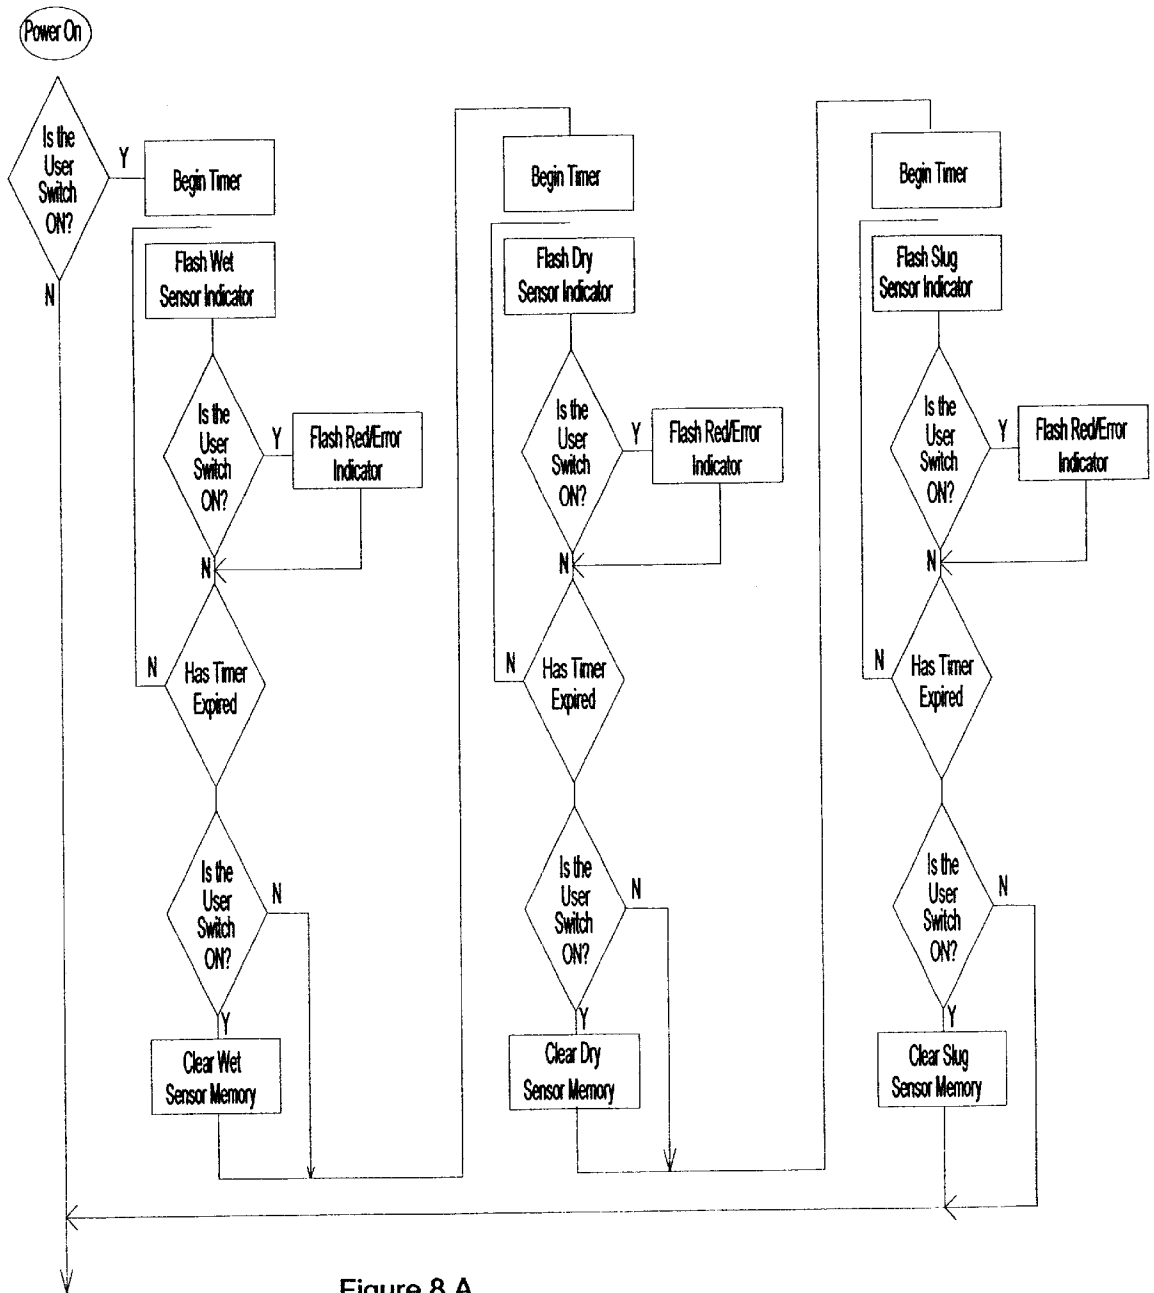 Power On
Is the
User
Switch
ON?
Y
N
Begin Timer
Flash Wet
Sensor Indicator
Is the
User
Switch
ON?
Y
Flash Red/Error
Indicator
N
Has Timer
Expired
N
Is the
User
Switch
ON?
N
Y
Clear Wet
Sensor Memory
Begin Timer
Flash Dry
Sensor Indicator
Is the
User
Switch
ON?
Y
Flash Red/Error
Indicator
N
Has Timer
Expired
N
Is the
User
Switch
ON?
N
Y
Clear Dry
Sensor Memory
Begin Timer
Flash Slug
Sensor Indicator
Is the
User
Switch
ON?
Y
Flash Red/Error
Indicator
N
Has Timer
Expired
N
Is the
User
Switch
ON?
N
Y
Clear Slug
Sensor Memory
Figure 8 A